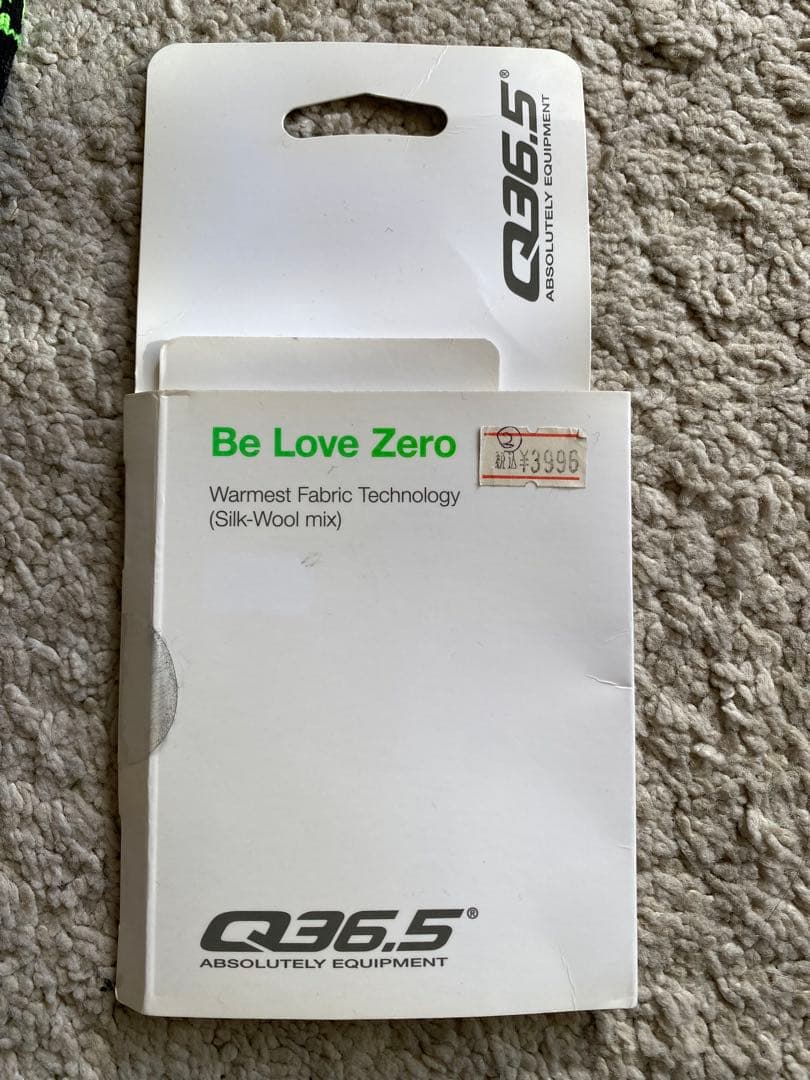 Q36.5®
ABSOLUTELY EQUIPMENT
Be Love Zero
②
税込¥3996
Warmest Fabric Technology
(Silk-Wool mix)
Q36.5®
ABSOLUTELY EQUIPMENT